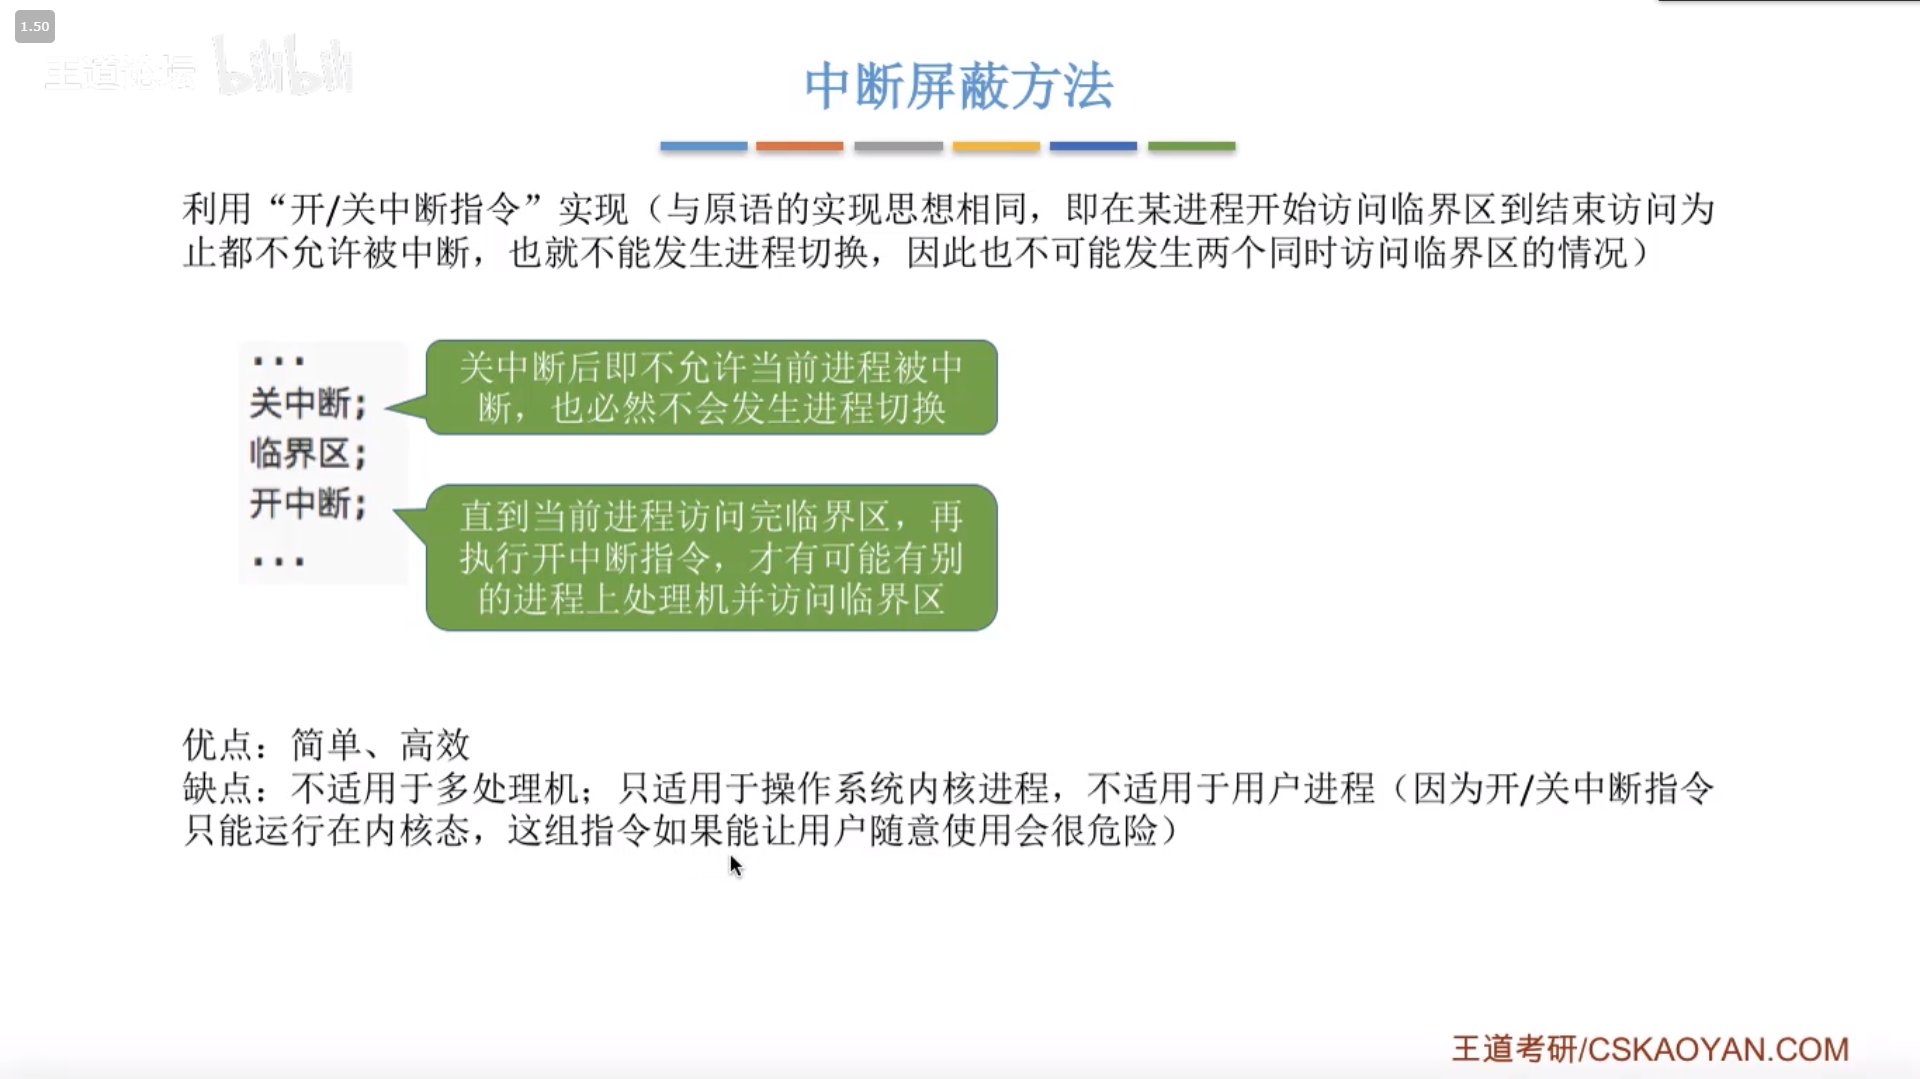 1.50
王道论坛 bilibili
中断屏蔽方法
利用“开/关中断指令”实现（与原语的实现思想相同，即在某进程开始访问临界区到结束访问为
止都不允许被中断，也就不能发生进程切换，因此也不可能发生两个同时访问临界区的情况）
...
关中断;
临界区;
开中断;
...
关中断后即不允许当前进程被中
断，也必然不会发生进程切换
直到当前进程访问完临界区，再
执行开中断指令，才有可能有别
的进程上处理机并访问临界区
优点：简单、高效
缺点：不适用于多处理机；只适用于操作系统内核进程，不适用于用户进程（因为开/关中断指令
只能运行在内核态，这组指令如果能让用户随意使用会很危险）
王道考研/CSKAOYAN.COM